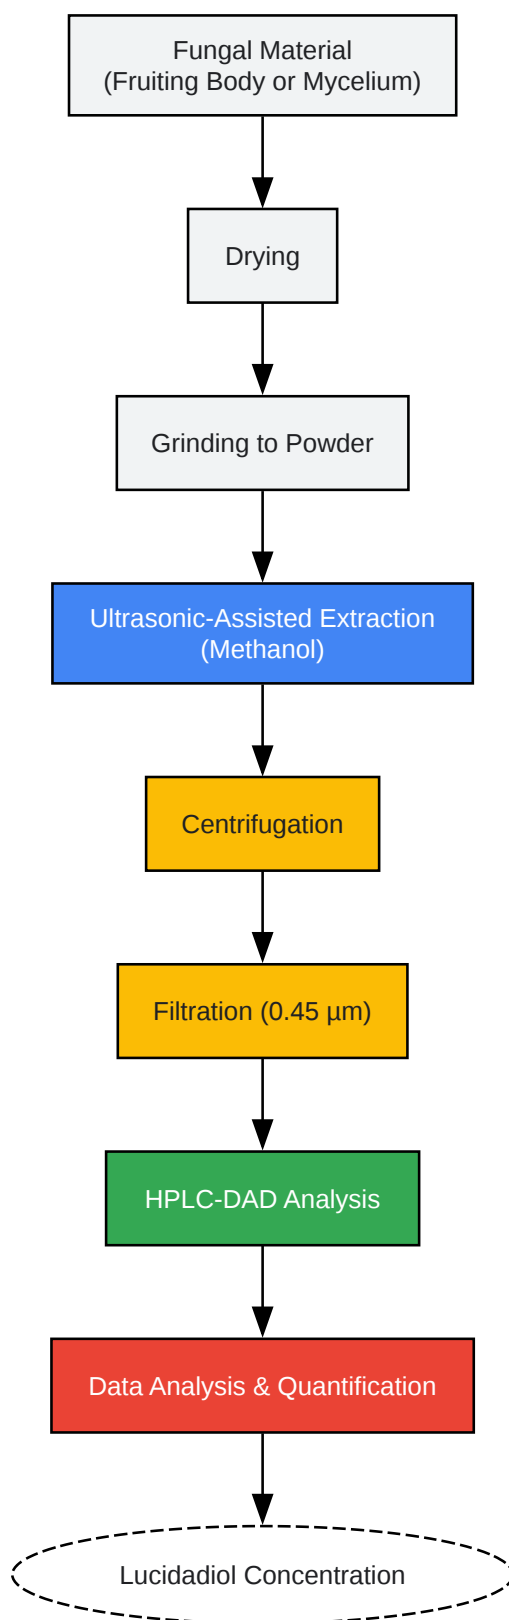 Fungal Material
(Fruiting Body or Mycelium)
Drying
Grinding to Powder
Ultrasonic-Assisted Extraction
(Methanol)
Centrifugation
Filtration (0.45 µm)
HPLC-DAD Analysis
Data Analysis & Quantification
Lucidadiol Concentration